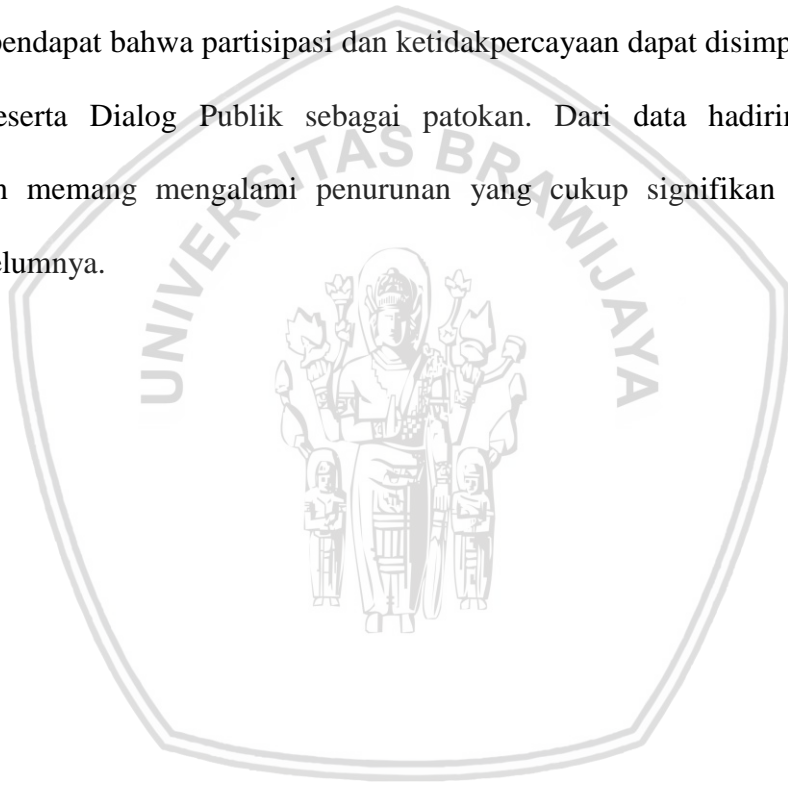 pendapat bahwa partisipasi dan ketidakpercayaan dapat disimp
eserta Dialog Publik sebagai patokan. Dari data hadirin
memang mengalami penurunan yang cukup signifikan
elumnya.
UNIVERSITAS BRAWIJAYA